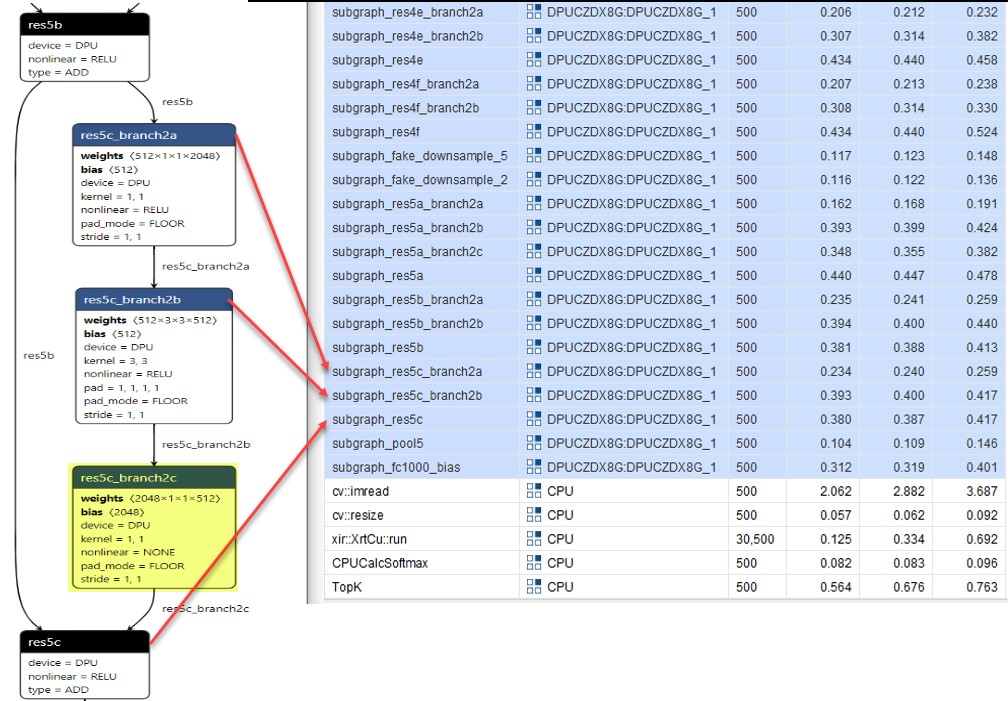 res5b
device = DPU
nonlinear = RELU
type = ADD
res5b
res5c_branch2a
weights ⟨512×1×1×2048⟩
bias ⟨512⟩
device = DPU
kernel = 1, 1
nonlinear = RELU
pad_mode = FLOOR
stride = 1, 1
res5c_branch2a
res5c_branch2b
weights ⟨512×3×3×512⟩
bias ⟨512⟩
device = DPU
kernel = 3, 3
nonlinear = RELU
pad = 1, 1, 1, 1
pad_mode = FLOOR
stride = 1, 1
res5b
res5c_branch2b
res5c_branch2c
weights ⟨2048×1×1×512⟩
bias ⟨2048⟩
device = DPU
kernel = 1, 1
nonlinear = NONE
pad_mode = FLOOR
stride = 1, 1
res5c_branch2c
res5c
device = DPU
nonlinear = RELU
type = ADD
subgraph_res4e_branch2a DPUCZDX8G:DPUCZDX8G_1 500 0.206 0.212 0.232
subgraph_res4e_branch2b DPUCZDX8G:DPUCZDX8G_1 500 0.307 0.314 0.382
subgraph_res4e DPUCZDX8G:DPUCZDX8G_1 500 0.434 0.440 0.458
subgraph_res4f_branch2a DPUCZDX8G:DPUCZDX8G_1 500 0.207 0.213 0.238
subgraph_res4f_branch2b DPUCZDX8G:DPUCZDX8G_1 500 0.308 0.314 0.330
subgraph_res4f DPUCZDX8G:DPUCZDX8G_1 500 0.434 0.440 0.524
subgraph_fake_downsample_5 DPUCZDX8G:DPUCZDX8G_1 500 0.117 0.123 0.148
subgraph_fake_downsample_2 DPUCZDX8G:DPUCZDX8G_1 500 0.116 0.122 0.136
subgraph_res5a_branch2a DPUCZDX8G:DPUCZDX8G_1 500 0.162 0.168 0.191
subgraph_res5a_branch2b DPUCZDX8G:DPUCZDX8G_1 500 0.393 0.399 0.424
subgraph_res5a_branch2c DPUCZDX8G:DPUCZDX8G_1 500 0.348 0.355 0.382
subgraph_res5a DPUCZDX8G:DPUCZDX8G_1 500 0.440 0.447 0.478
subgraph_res5b_branch2a DPUCZDX8G:DPUCZDX8G_1 500 0.235 0.241 0.259
subgraph_res5b_branch2b DPUCZDX8G:DPUCZDX8G_1 500 0.394 0.400 0.440
subgraph_res5b DPUCZDX8G:DPUCZDX8G_1 500 0.381 0.388 0.413
subgraph_res5c_branch2a DPUCZDX8G:DPUCZDX8G_1 500 0.234 0.240 0.259
subgraph_res5c_branch2b DPUCZDX8G:DPUCZDX8G_1 500 0.393 0.400 0.417
subgraph_res5c DPUCZDX8G:DPUCZDX8G_1 500 0.380 0.387 0.417
subgraph_pool5 DPUCZDX8G:DPUCZDX8G_1 500 0.104 0.109 0.146
subgraph_fc1000_bias DPUCZDX8G:DPUCZDX8G_1 500 0.312 0.319 0.401
cv::imread CPU 500 2.062 2.882 3.687
cv::resize CPU 500 0.057 0.062 0.092
xir::XrtCu::run CPU 30,500 0.125 0.334 0.692
CPUCalcSoftmax CPU 500 0.082 0.083 0.096
TopK CPU 500 0.564 0.676 0.763